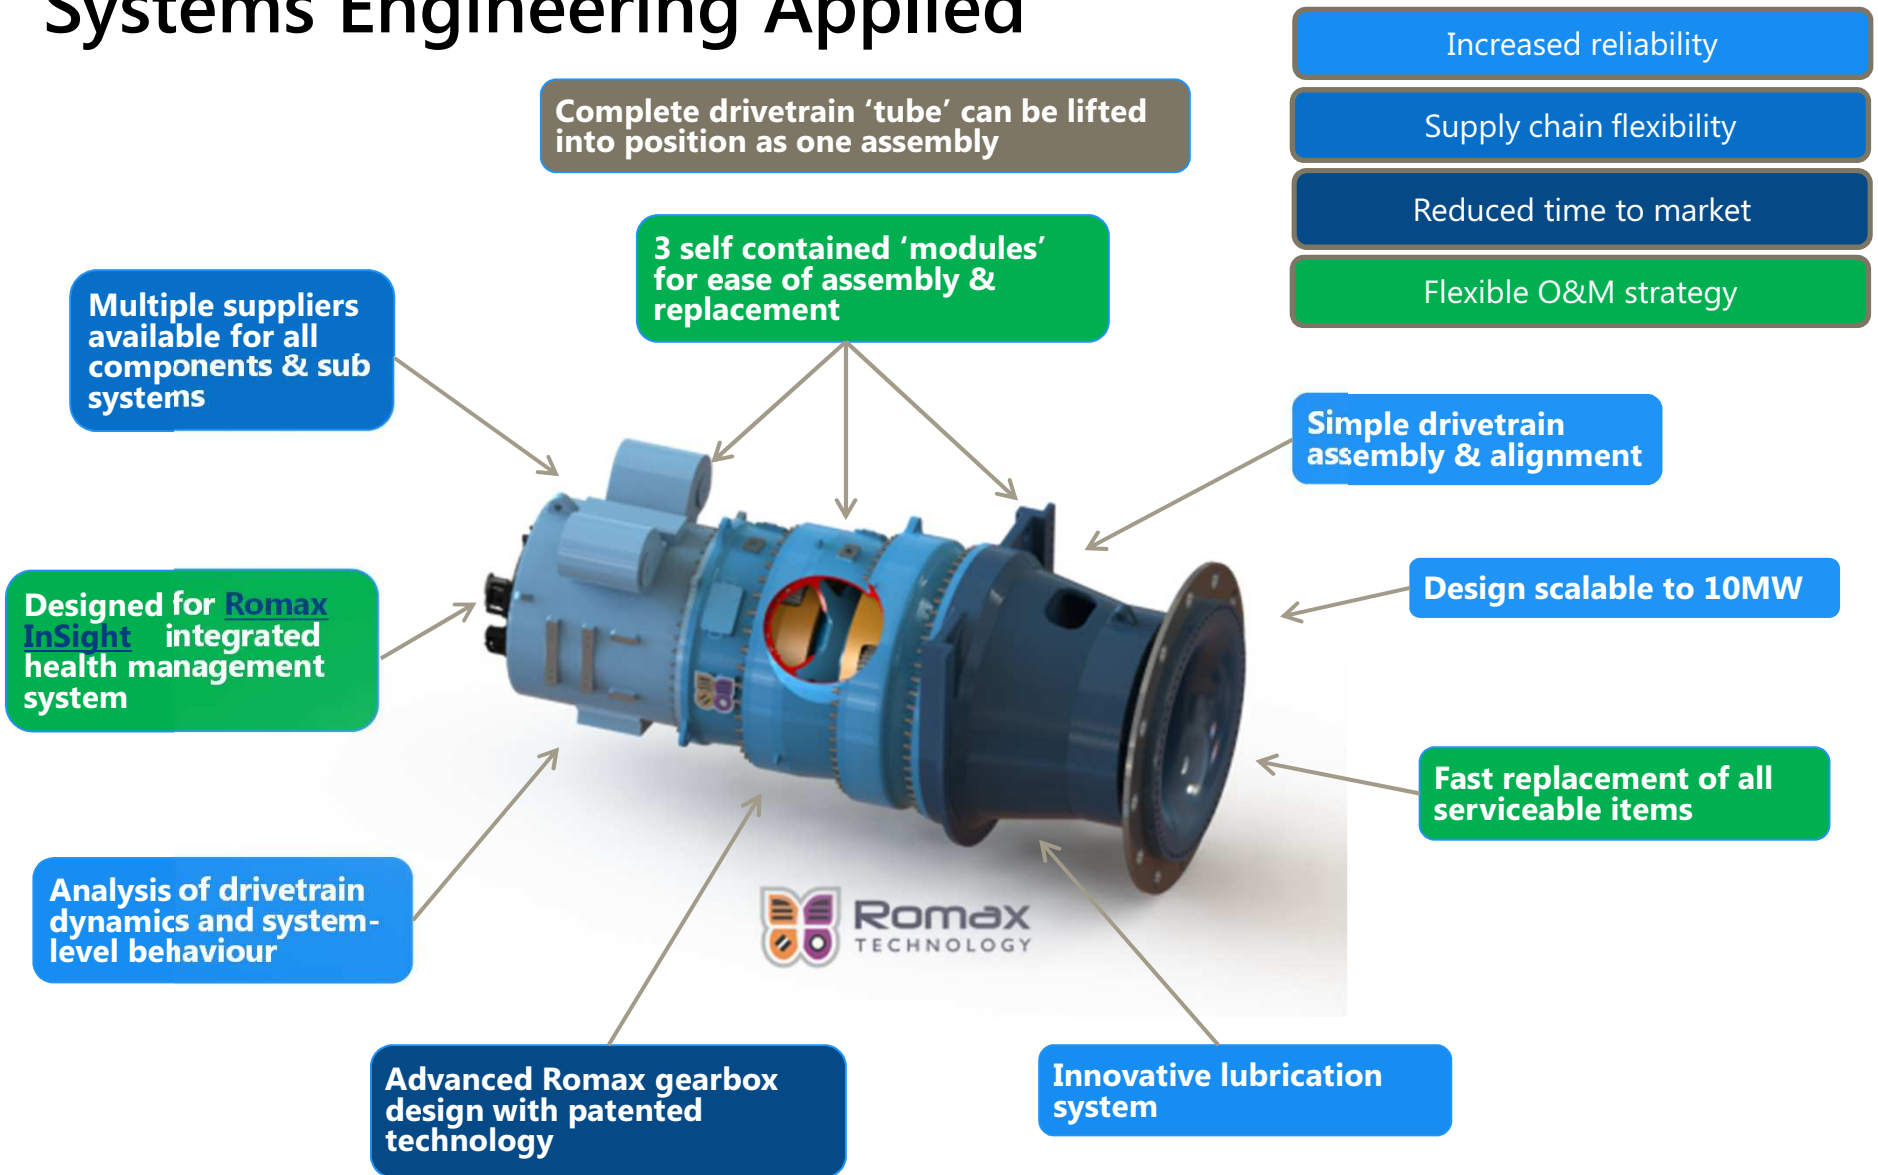 Systems Engineering Applied
Increased reliability
Supply chain flexibility
Reduced time to market
Flexible O&M strategy
Complete drivetrain ‘tube’ can be lifted
into position as one assembly
3 self contained ‘modules’
for ease of assembly &
replacement
Multiple suppliers
available for all
components & sub
systems
Simple drivetrain
assembly & alignment
Designed for Romax
InSight integrated
health management
system
Design scalable to 10MW
Fast replacement of all
serviceable items
Analysis of drivetrain
dynamics and system-
level behaviour
Romax
TECHNOLOGY
Advanced Romax gearbox
design with patented
technology
Innovative lubrication
system